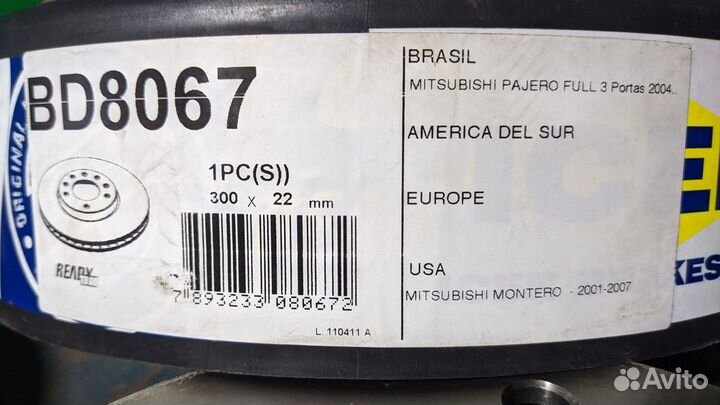 BD8067
ORIGINAL
1PC(S))
300 x 22 mm
READY
7 893233 080672
L. 110411 A
BRASIL
MITSUBISHI PAJERO FULL 3 Portas 2004..
AMERICA DEL SUR
EUROPE
USA
MITSUBISHI MONTERO - 2001-2007
KES
Avito